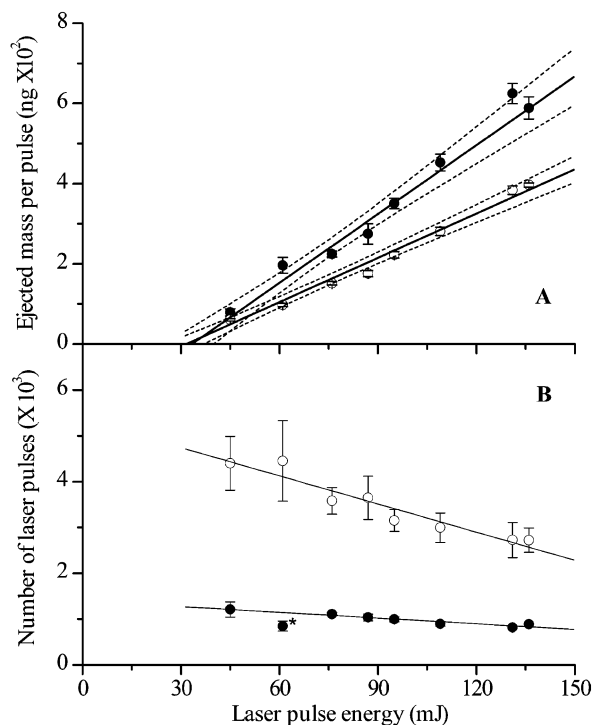 8
6
4
2
0
Ejected mass per pulse (ng X10²)
A
6
4
2
0
Number of laser pulses (X 10³)
B
*
0 30 60 90 120 150
Laser pulse energy (mJ)